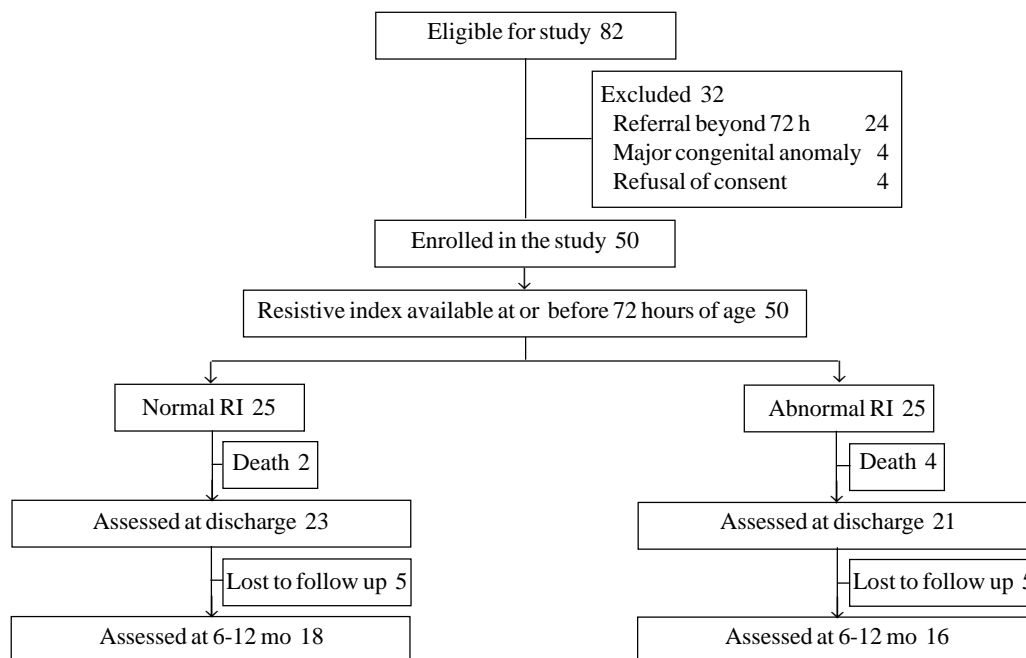 Eligible for study 82
Excluded 32
Referral beyond 72 h 24
Major congenital anomaly 4
Refusal of consent 4
Enrolled in the study 50
Resistive index available at or before 72 hours of age 50
Normal RI 25
Abnormal RI 25
Death 2
Death 4
Assessed at discharge 23
Assessed at discharge 21
Lost to follow up 5
Lost to follow up 5
Assessed at 6-12 mo 18
Assessed at 6-12 mo 16